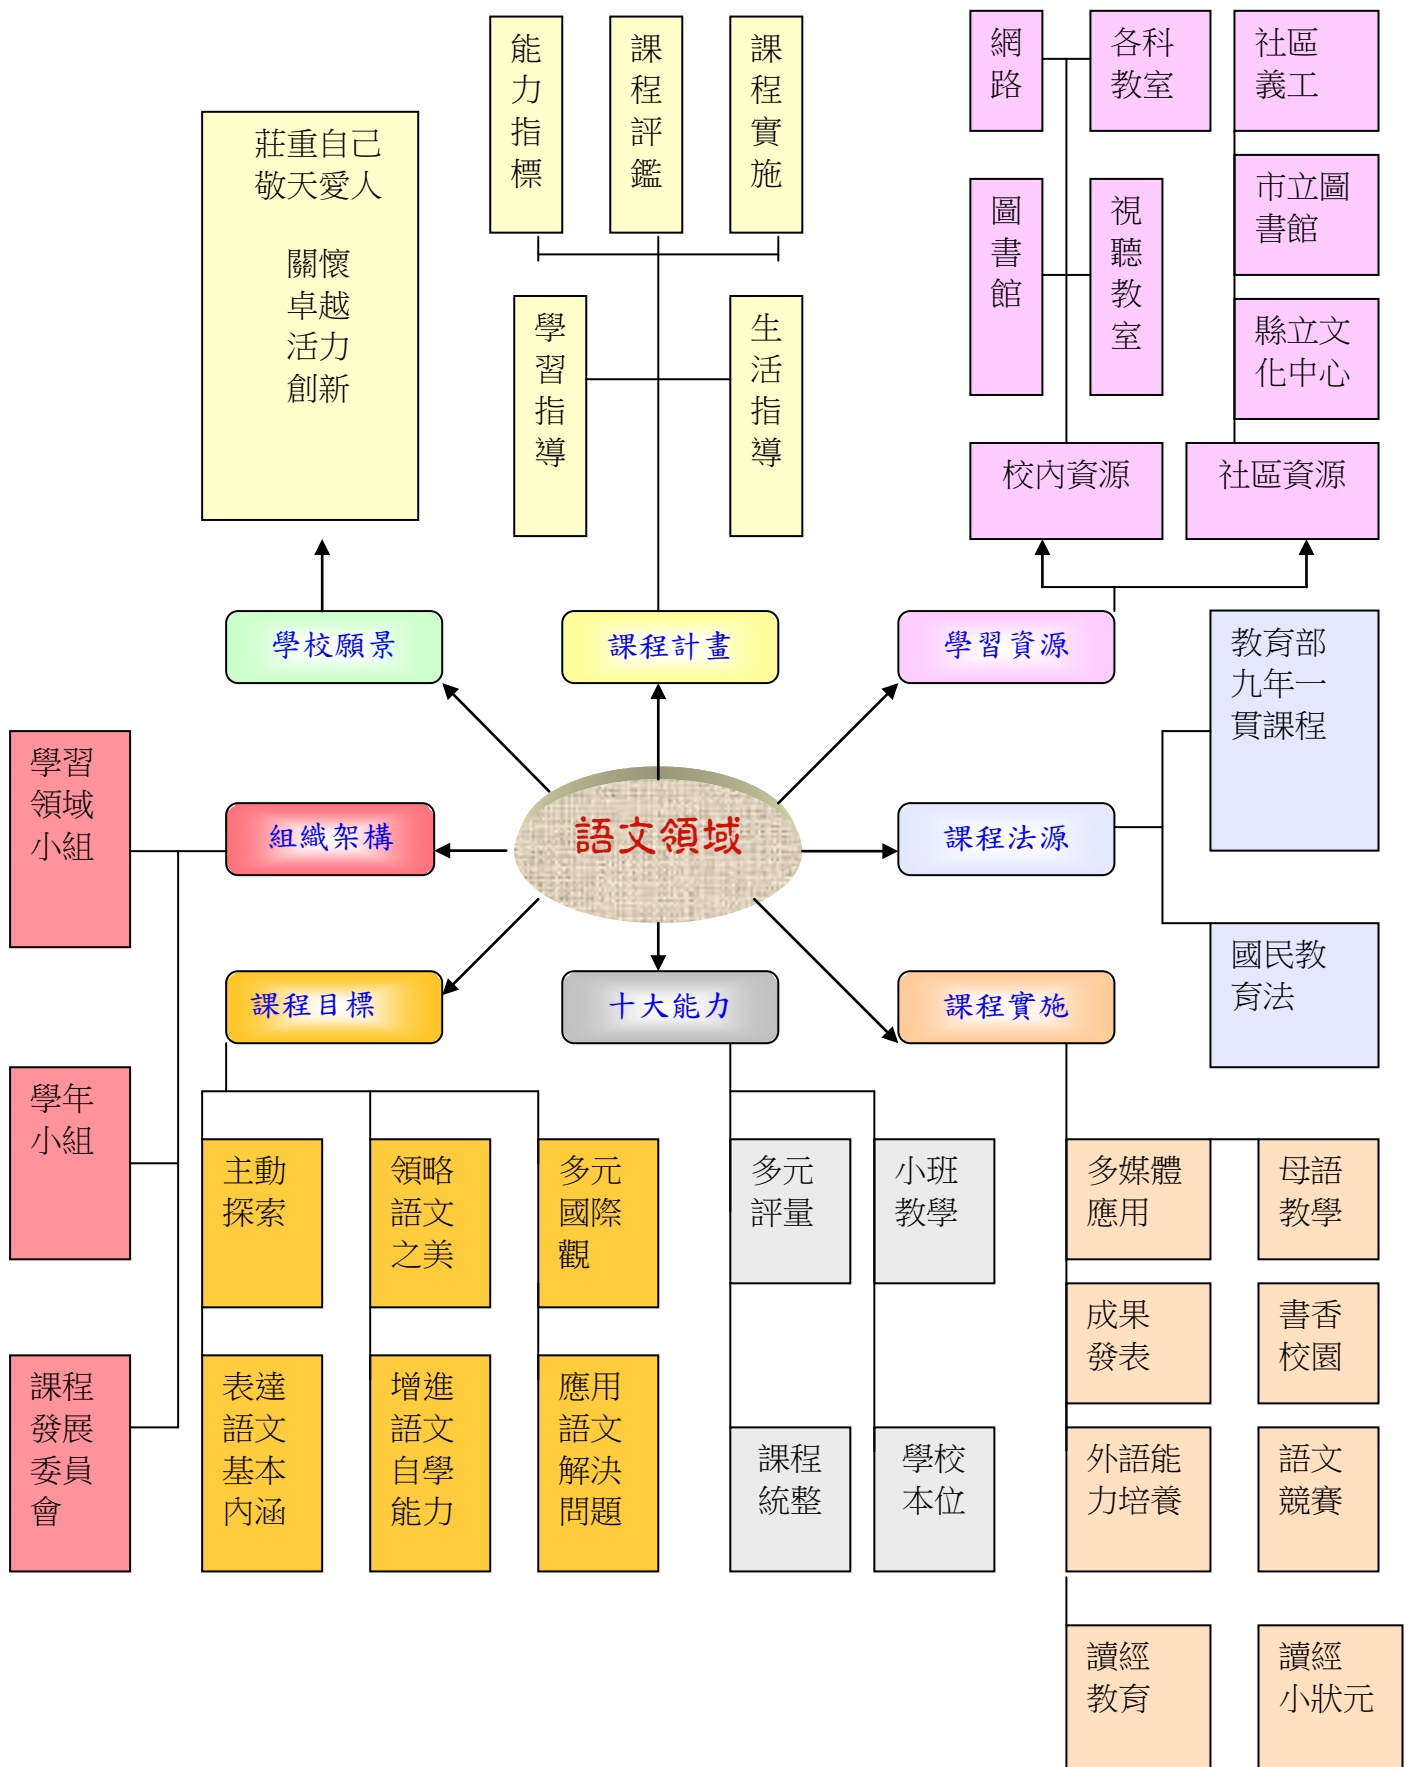 能力指標
課程評鑑
課程實施
網路
各科
教室
社區
義工
莊重自己
敬天愛人
關懷
卓越
活力
創新
圖書館
視聽教室
市立圖
書館
學習指導
生活指導
縣立文
化中心
校內資源
社區資源
學校願景
課程計畫
學習資源
教育部
九年一
貫課程
學習
領域
小組
組織架構
語文領域
課程法源
國民教
育法
課程目標
十大能力
課程實施
學年
小組
主動
探索
領略
語文
之美
多元
國際
觀
多元
評量
小班
教學
多媒體
應用
母語
教學
成果
發表
書香
校園
課程
發展
委員
會
表達
語文
基本
內涵
增進
語文
自學
能力
應用
語文
解決
問題
課程
統整
學校
本位
外語能
力培養
語文
競賽
讀經
教育
讀經
小狀元